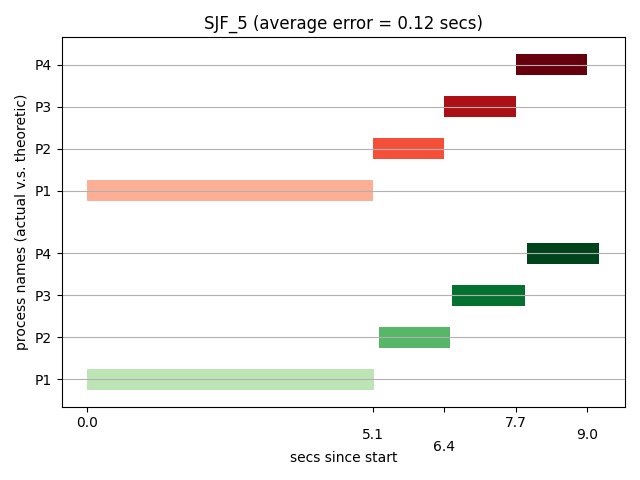 SJF_5 (average error = 0.12 secs)
process names (actual v.s. theoretic)
P4
P3
P2
P1
P4
P3
P2
P1
0.0
5.1
6.4
7.7
9.0
secs since start